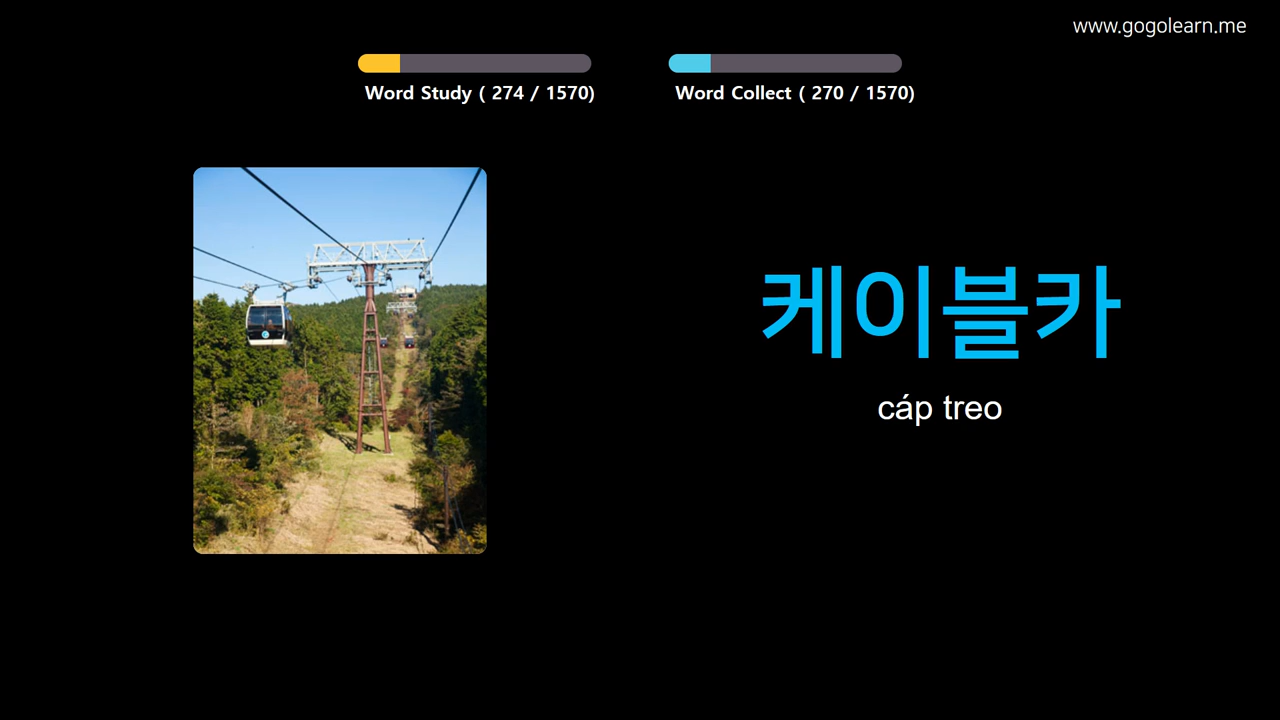 www.gogolearn.me
Word Study ( 274 / 1570)
Word Collect ( 270 / 1570)
케이블카
cáp treo